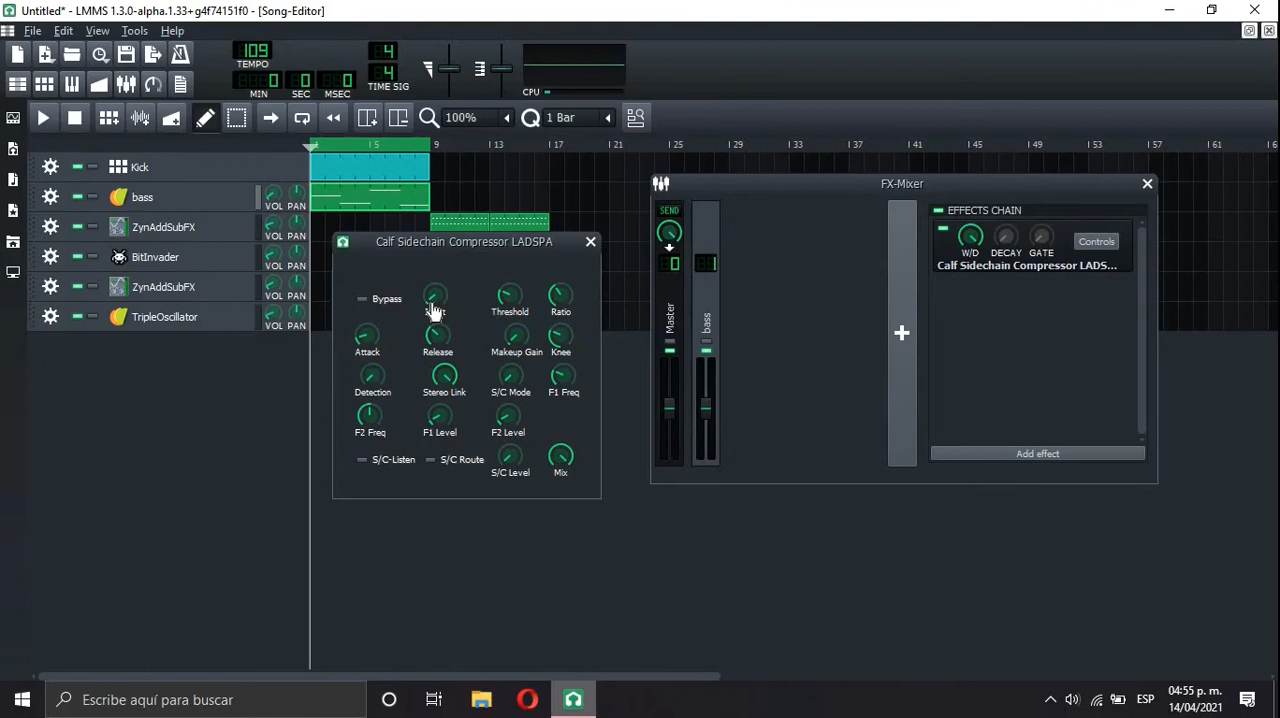 Untitled* - LMMS 1.3.0-alpha.1.33+g4f74151f0 - [Song-Editor]
File Edit View Tools Help
109
TEMPO
0 0 0
MIN SEC MSEC
4
4
TIME SIG
CPU
100%
1 Bar
5 9 13 17 21 25 29 33 37 41 45 49 53 57 61 6
Kick
bass VOL PAN
ZynAddSubFX VOL PAN
BitInvader VOL PAN
ZynAddSubFX VOL PAN
TripleOscillator VOL PAN
Calf Sidechain Compressor LADSPA
Bypass Threshold Ratio
Attack Release Makeup Gain Knee
Detection Stereo Link S/C Mode F1 Freq
F2 Freq F1 Level F2 Level
S/C-Listen S/C Route S/C Level Mix
FX-Mixer
SEND
0 1
Master bass
EFFECTS CHAIN
W/D DECAY GATE Controls
Calf Sidechain Compressor LADS...
Add effect
Escribe aquí para buscar
ESP
04:55 p. m.
14/04/2021